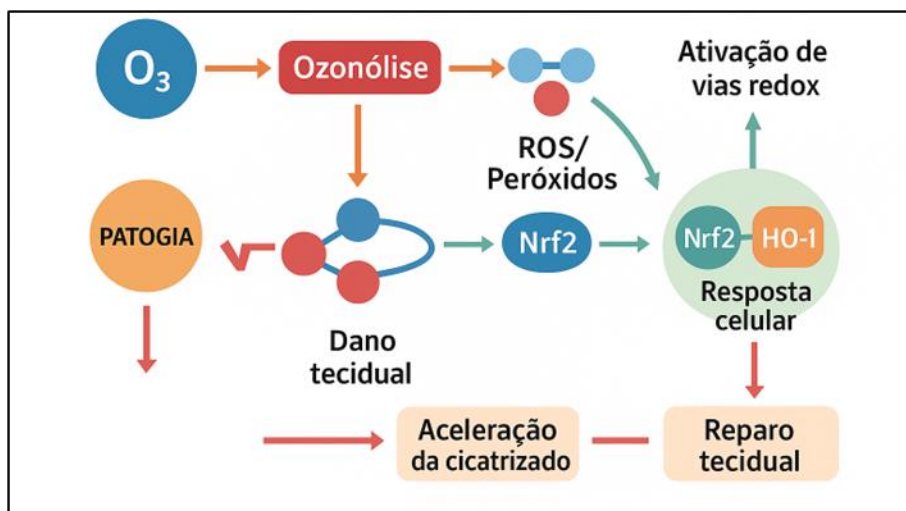 O₃
Ozonólise
ROS/
Peróxidos
Ativação de
vias redox
PATOGIA
Dano
tecidual
Nrf2
Nrf2
HO-1
Resposta
celular
Aceleração
da cicatrizado
Reparo
tecidual